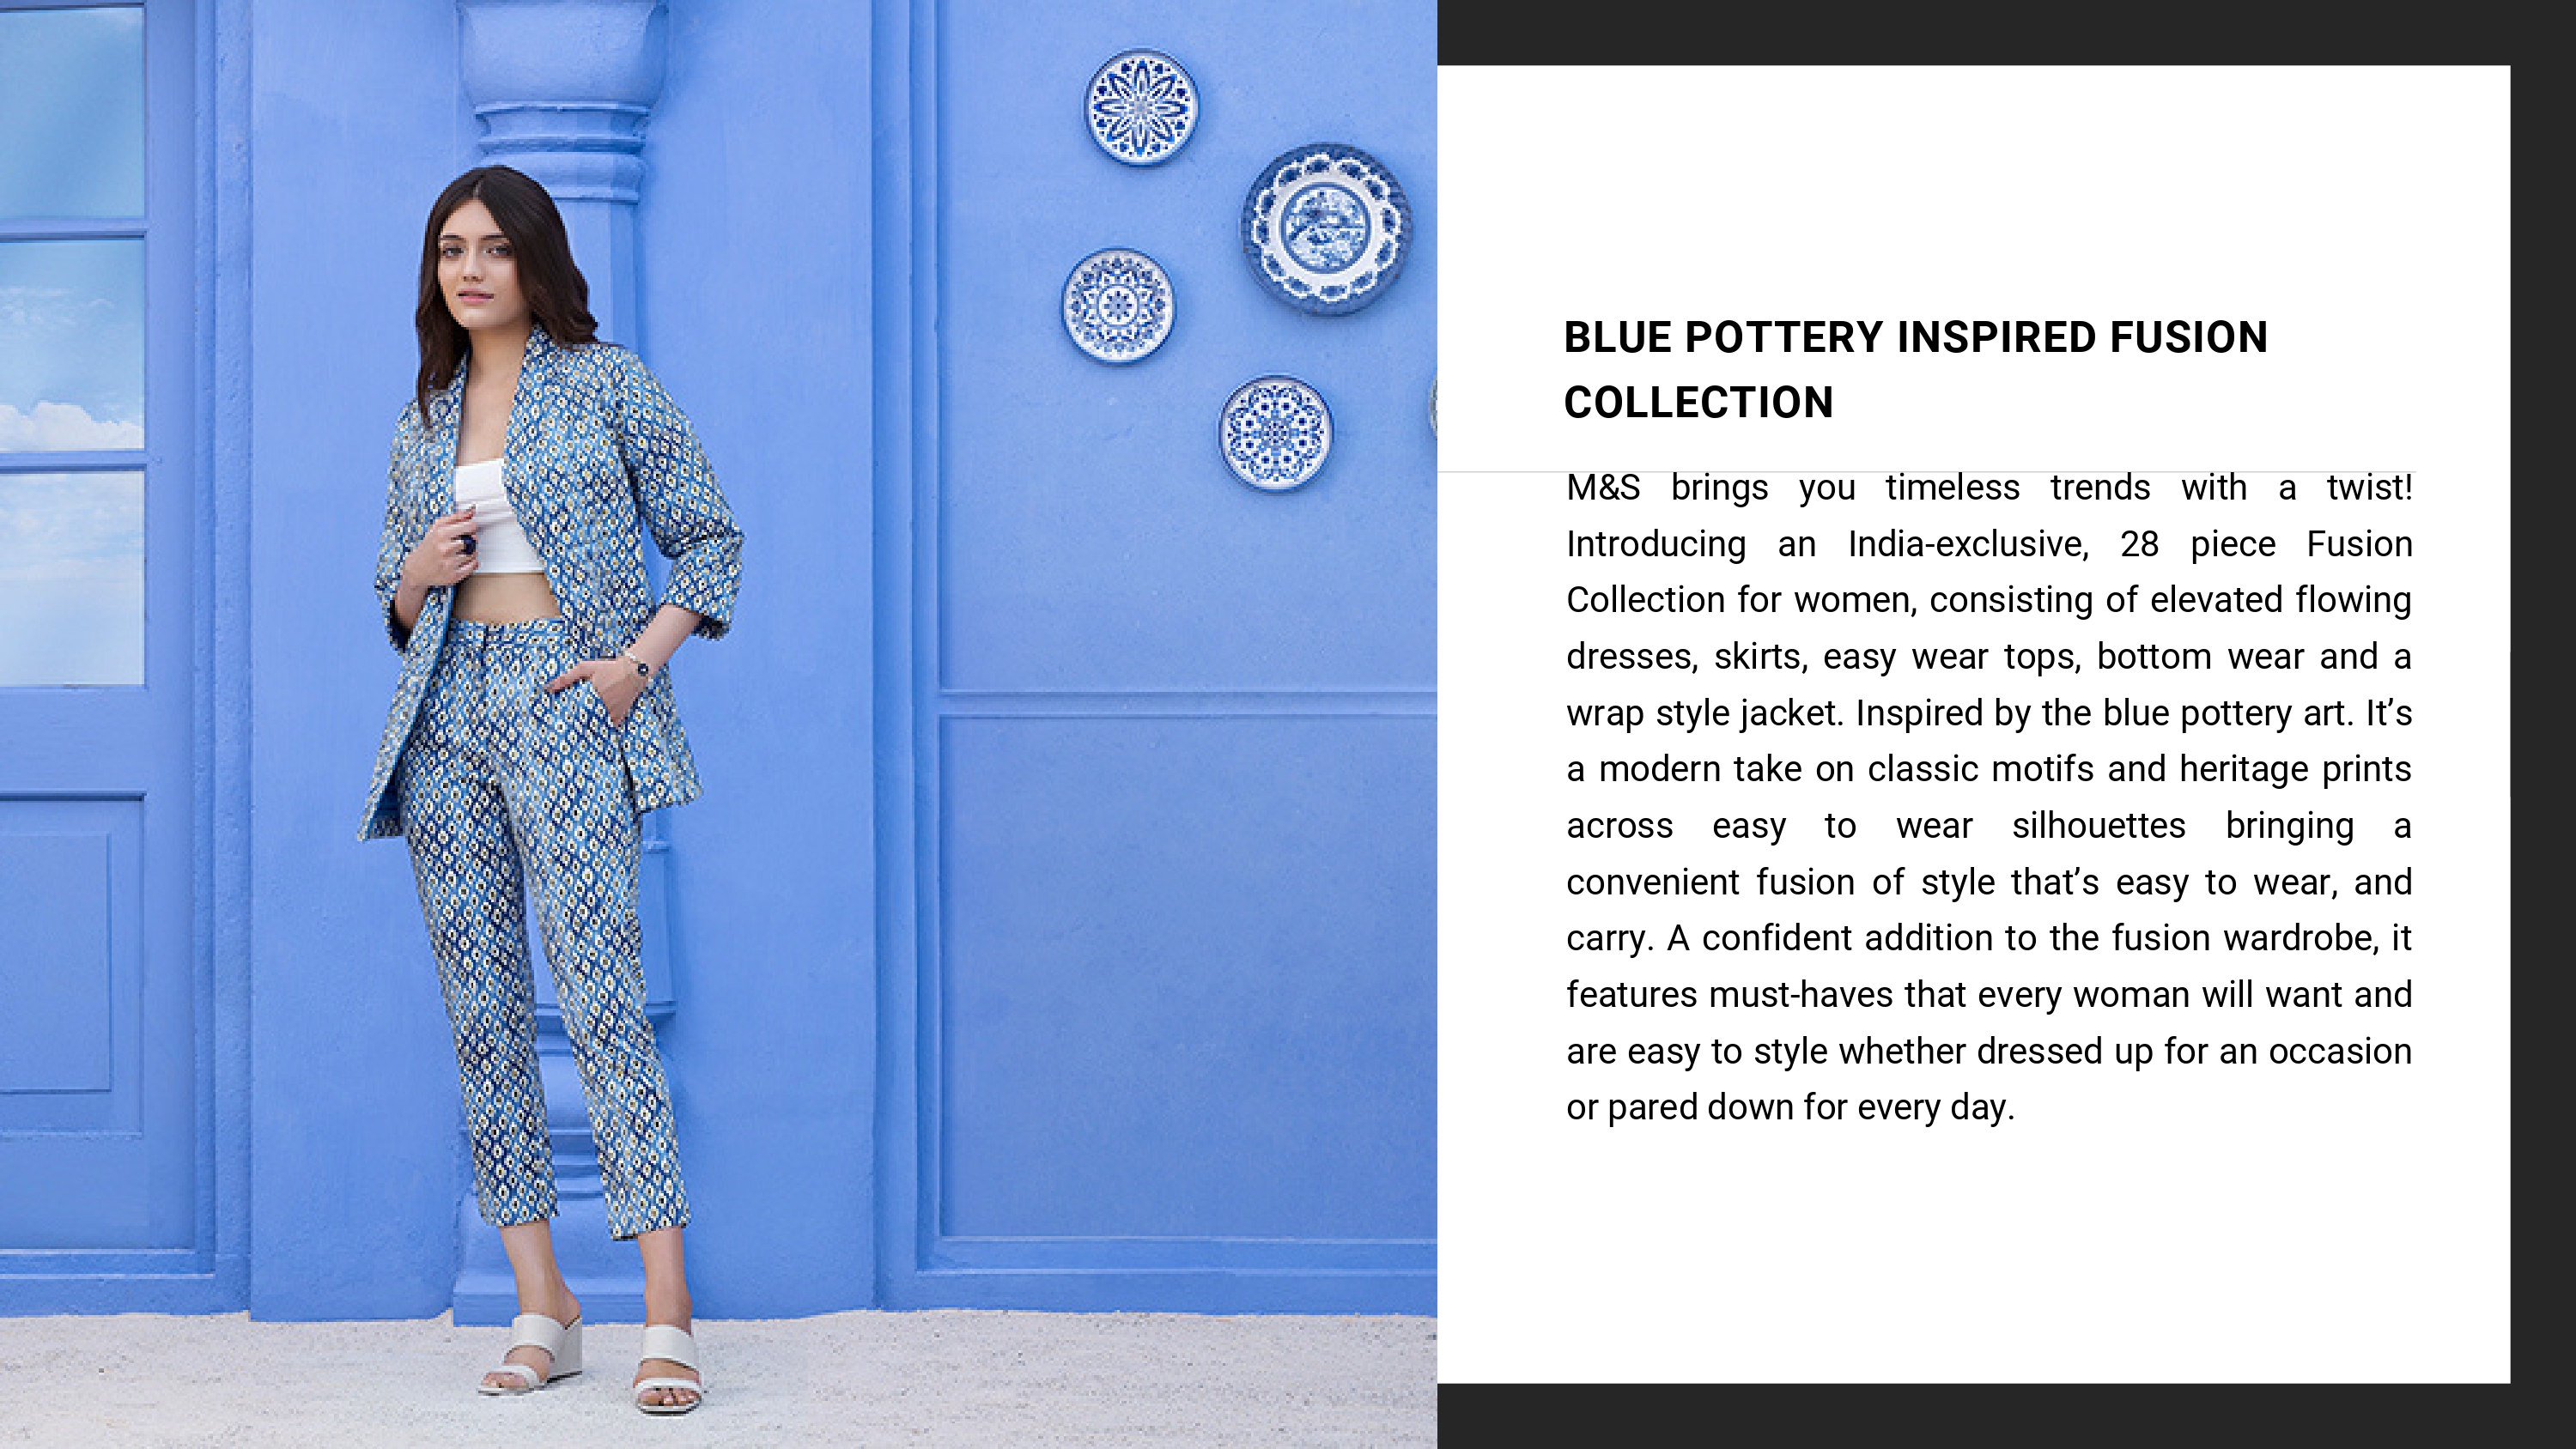 BLUE POTTERY INSPIRED FUSION
COLLECTION
M&S brings you timeless trends with a twist!
Introducing an India-exclusive, 28 piece Fusion
Collection for women, consisting of elevated flowing
dresses, skirts, easy wear tops, bottom wear and a
wrap style jacket. Inspired by the blue pottery art. It’s
a modern take on classic motifs and heritage prints
across easy to wear silhouettes bringing a
convenient fusion of style that’s easy to wear, and
carry. A confident addition to the fusion wardrobe, it
features must-haves that every woman will want and
are easy to style whether dressed up for an occasion
or pared down for every day.